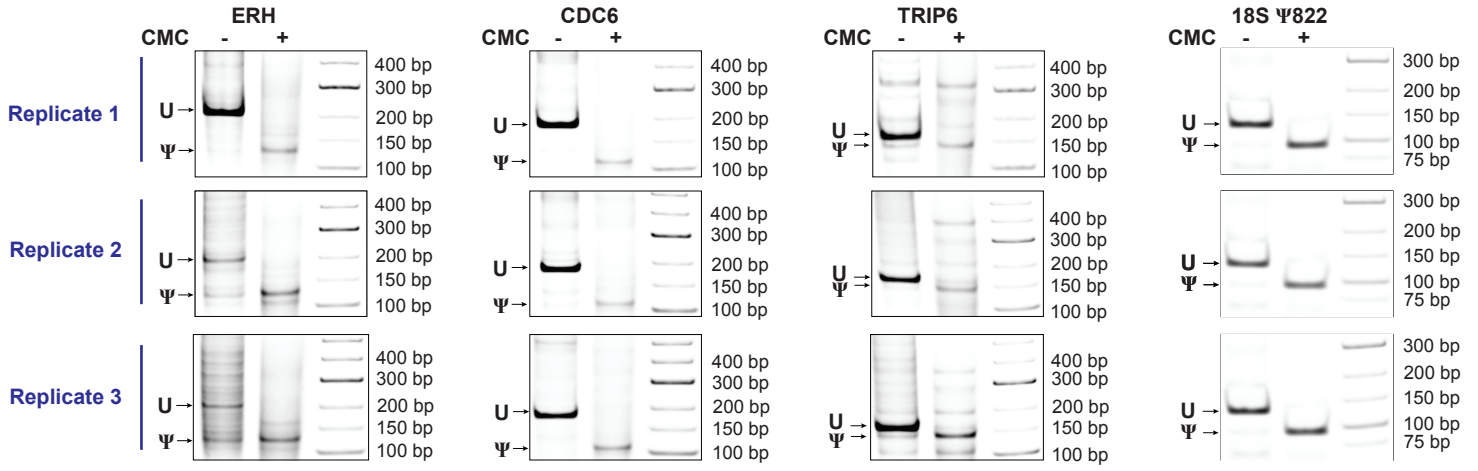 ERH CDC6 TRIP6 18S Ψ822
CMC - + CMC - + CMC - + CMC - +
Replicate 1
U
Ψ
400 bp
300 bp
200 bp
150 bp
100 bp
U
Ψ
400 bp
300 bp
200 bp
150 bp
100 bp
U
Ψ
400 bp
300 bp
200 bp
150 bp
100 bp
U
Ψ
300 bp
200 bp
150 bp
100 bp
75 bp
Replicate 2
U
Ψ
400 bp
300 bp
200 bp
150 bp
100 bp
U
Ψ
400 bp
300 bp
200 bp
150 bp
100 bp
U
Ψ
400 bp
300 bp
200 bp
150 bp
100 bp
U
Ψ
300 bp
200 bp
150 bp
100 bp
75 bp
Replicate 3
U
Ψ
400 bp
300 bp
200 bp
150 bp
100 bp
U
Ψ
400 bp
300 bp
200 bp
150 bp
100 bp
U
Ψ
400 bp
300 bp
200 bp
150 bp
100 bp
U
Ψ
300 bp
200 bp
150 bp
100 bp
75 bp